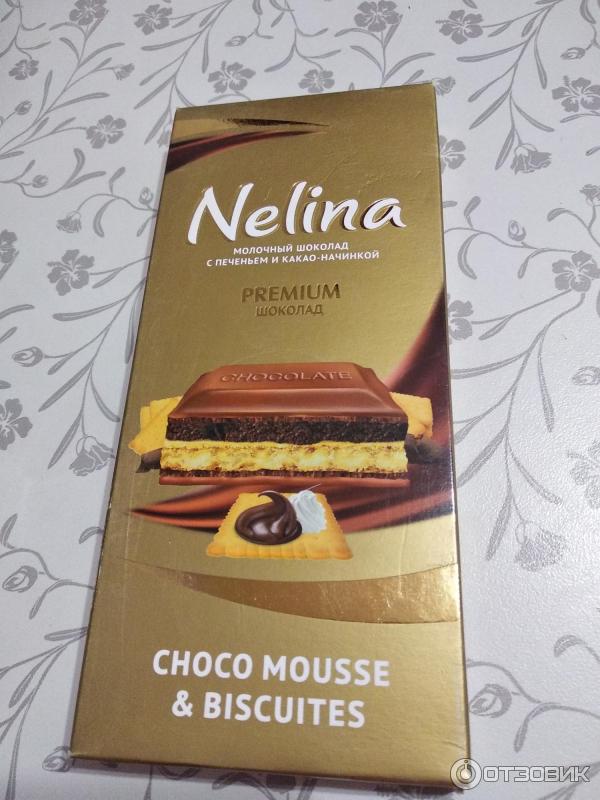 Nelina
МОЛОЧНЫЙ ШОКОЛАД
С ПЕЧЕНЬЕМ И КАКАО-НАЧИНКОЙ
PREMIUM
ШОКОЛАД
CHOCOLATE
CHOCO MOUSSE
& BISCUITES
ОТЗОВИК